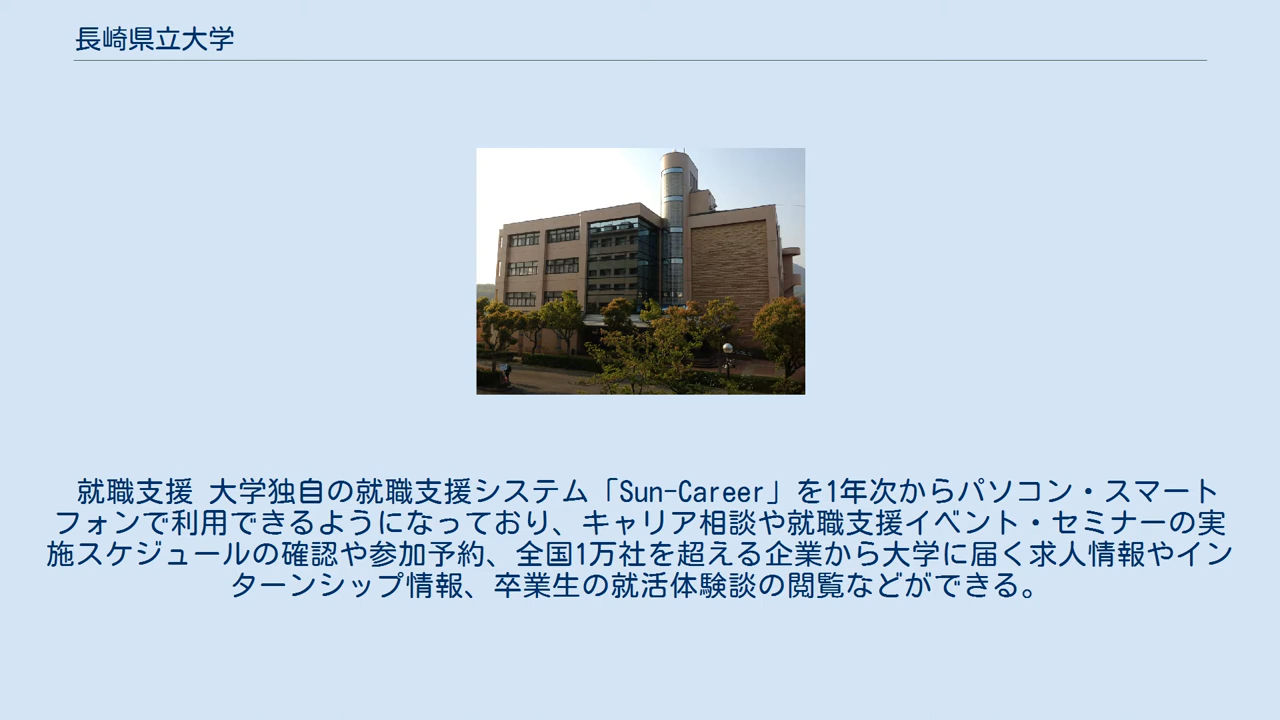 長崎県立大学
就職支援 大学独自の就職支援システム「Sun-Career」を1年次からパソコン・スマート
フォンで利用できるようになっており、キャリア相談や就職支援イベント・セミナーの実
施スケジュールの確認や参加予約、全国1万社を超える企業から大学に届く求人情報やイン
ターンシップ情報、卒業生の就活体験談の閲覧などができる。